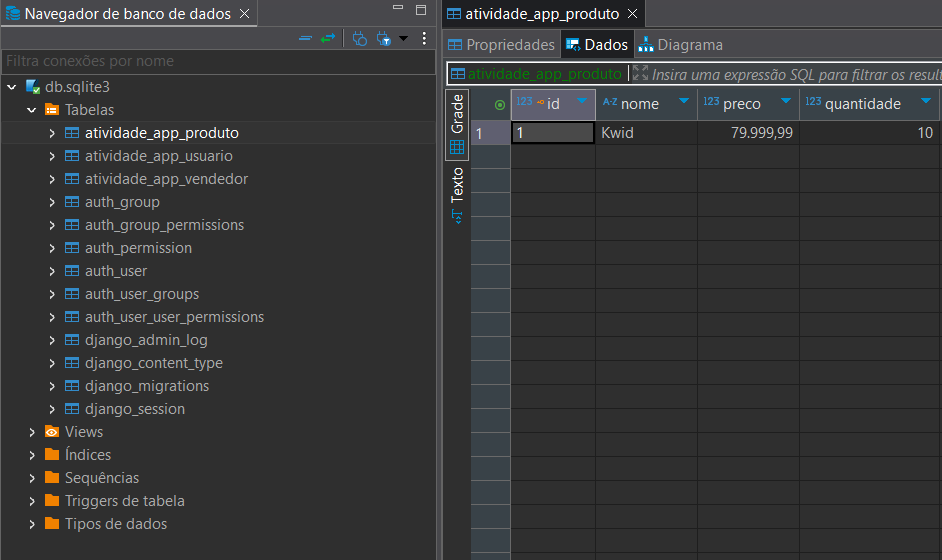 Navegador de banco de dados
Filtra conexões por nome
db.sqlite3
Tabelas
atividade_app_produto
atividade_app_usuario
atividade_app_vendedor
auth_group
auth_group_permissions
auth_permission
auth_user
auth_user_groups
auth_user_user_permissions
django_admin_log
django_content_type
django_migrations
django_session
Views
Índices
Sequências
Triggers de tabela
Tipos de dados
atividade_app_produto
Propriedades Dados Diagrama
atividade_app_produto Insira uma expressão SQL para filtrar os result
Grade
Texto
123 id A-Z nome 123 preco 123 quantidade
1 1 Kwid 79.999,99 10